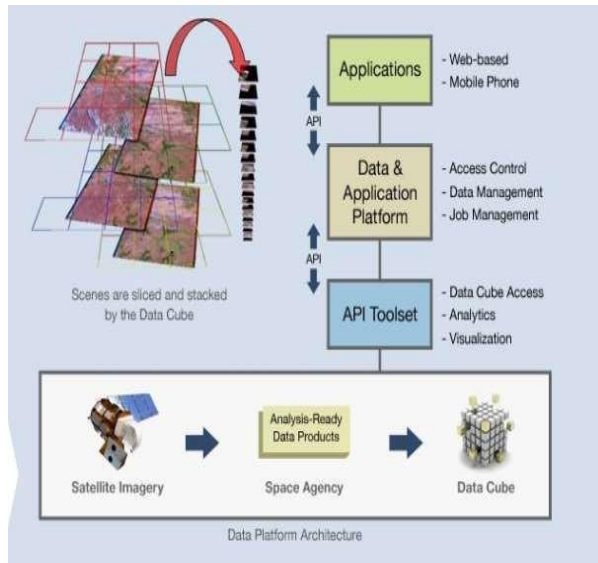 Scenes are sliced and stacked
by the Data Cube
Applications
- Web-based
- Mobile Phone
API
Data &
Application
Platform
- Access Control
- Data Management
- Job Management
API
API Toolset
- Data Cube Access
- Analytics
- Visualization
Analysis-Ready
Data Products
Satellite Imagery
Space Agency
Data Cube
Data Platform Architecture